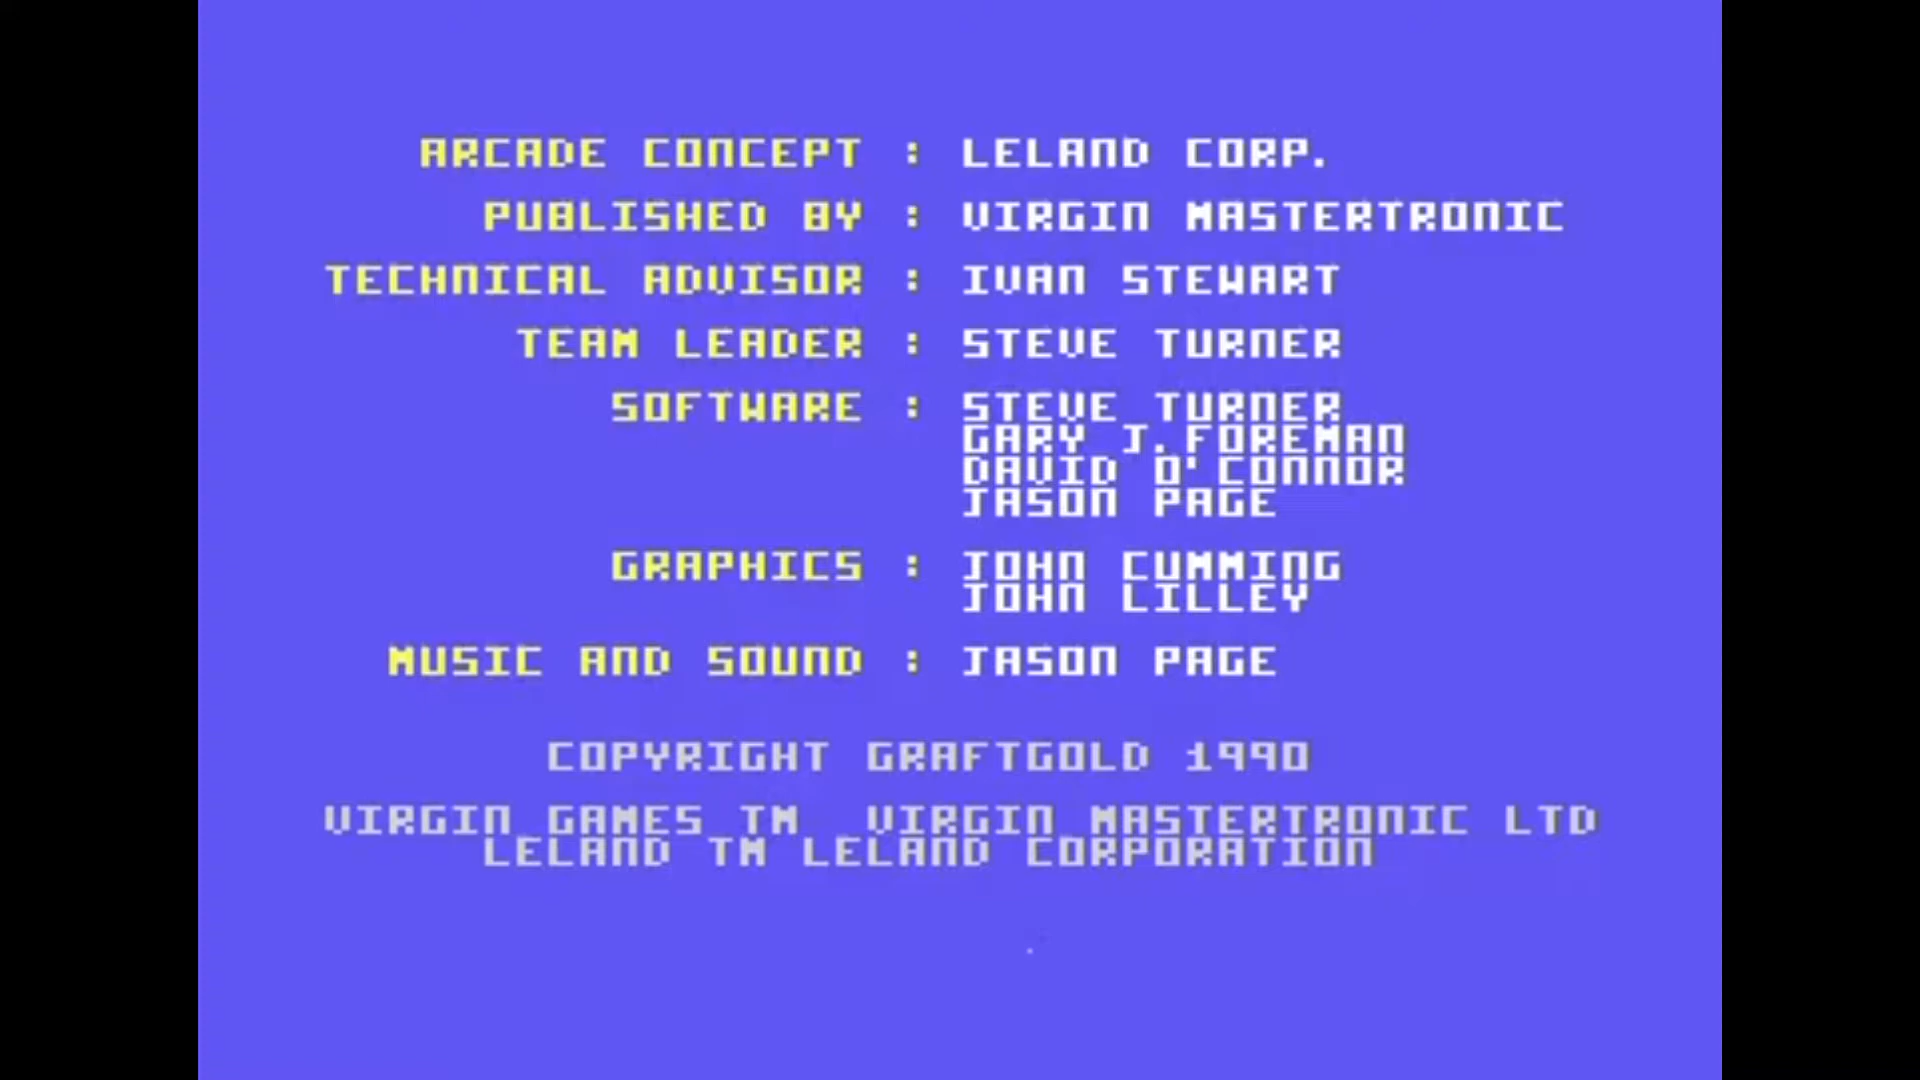 ARCADE CONCEPT : LELAND CORP.
PUBLISHED BY : VIRGIN MASTERTRONIC
TECHNICAL ADVISOR : IVAN STEWART
TEAM LEADER : STEVE TURNER
SOFTWARE : STEVE TURNER
GARY J. FOREMAN
DAVID O'CONNOR
JASON PAGE
GRAPHICS : JOHN CUMMING
JOHN LILLEY
MUSIC AND SOUND : JASON PAGE
COPYRIGHT GRAFTGOLD 1990
VIRGIN GAMES TM VIRGIN MASTERTRONIC LTD
LELAND TM LELAND CORPORATION